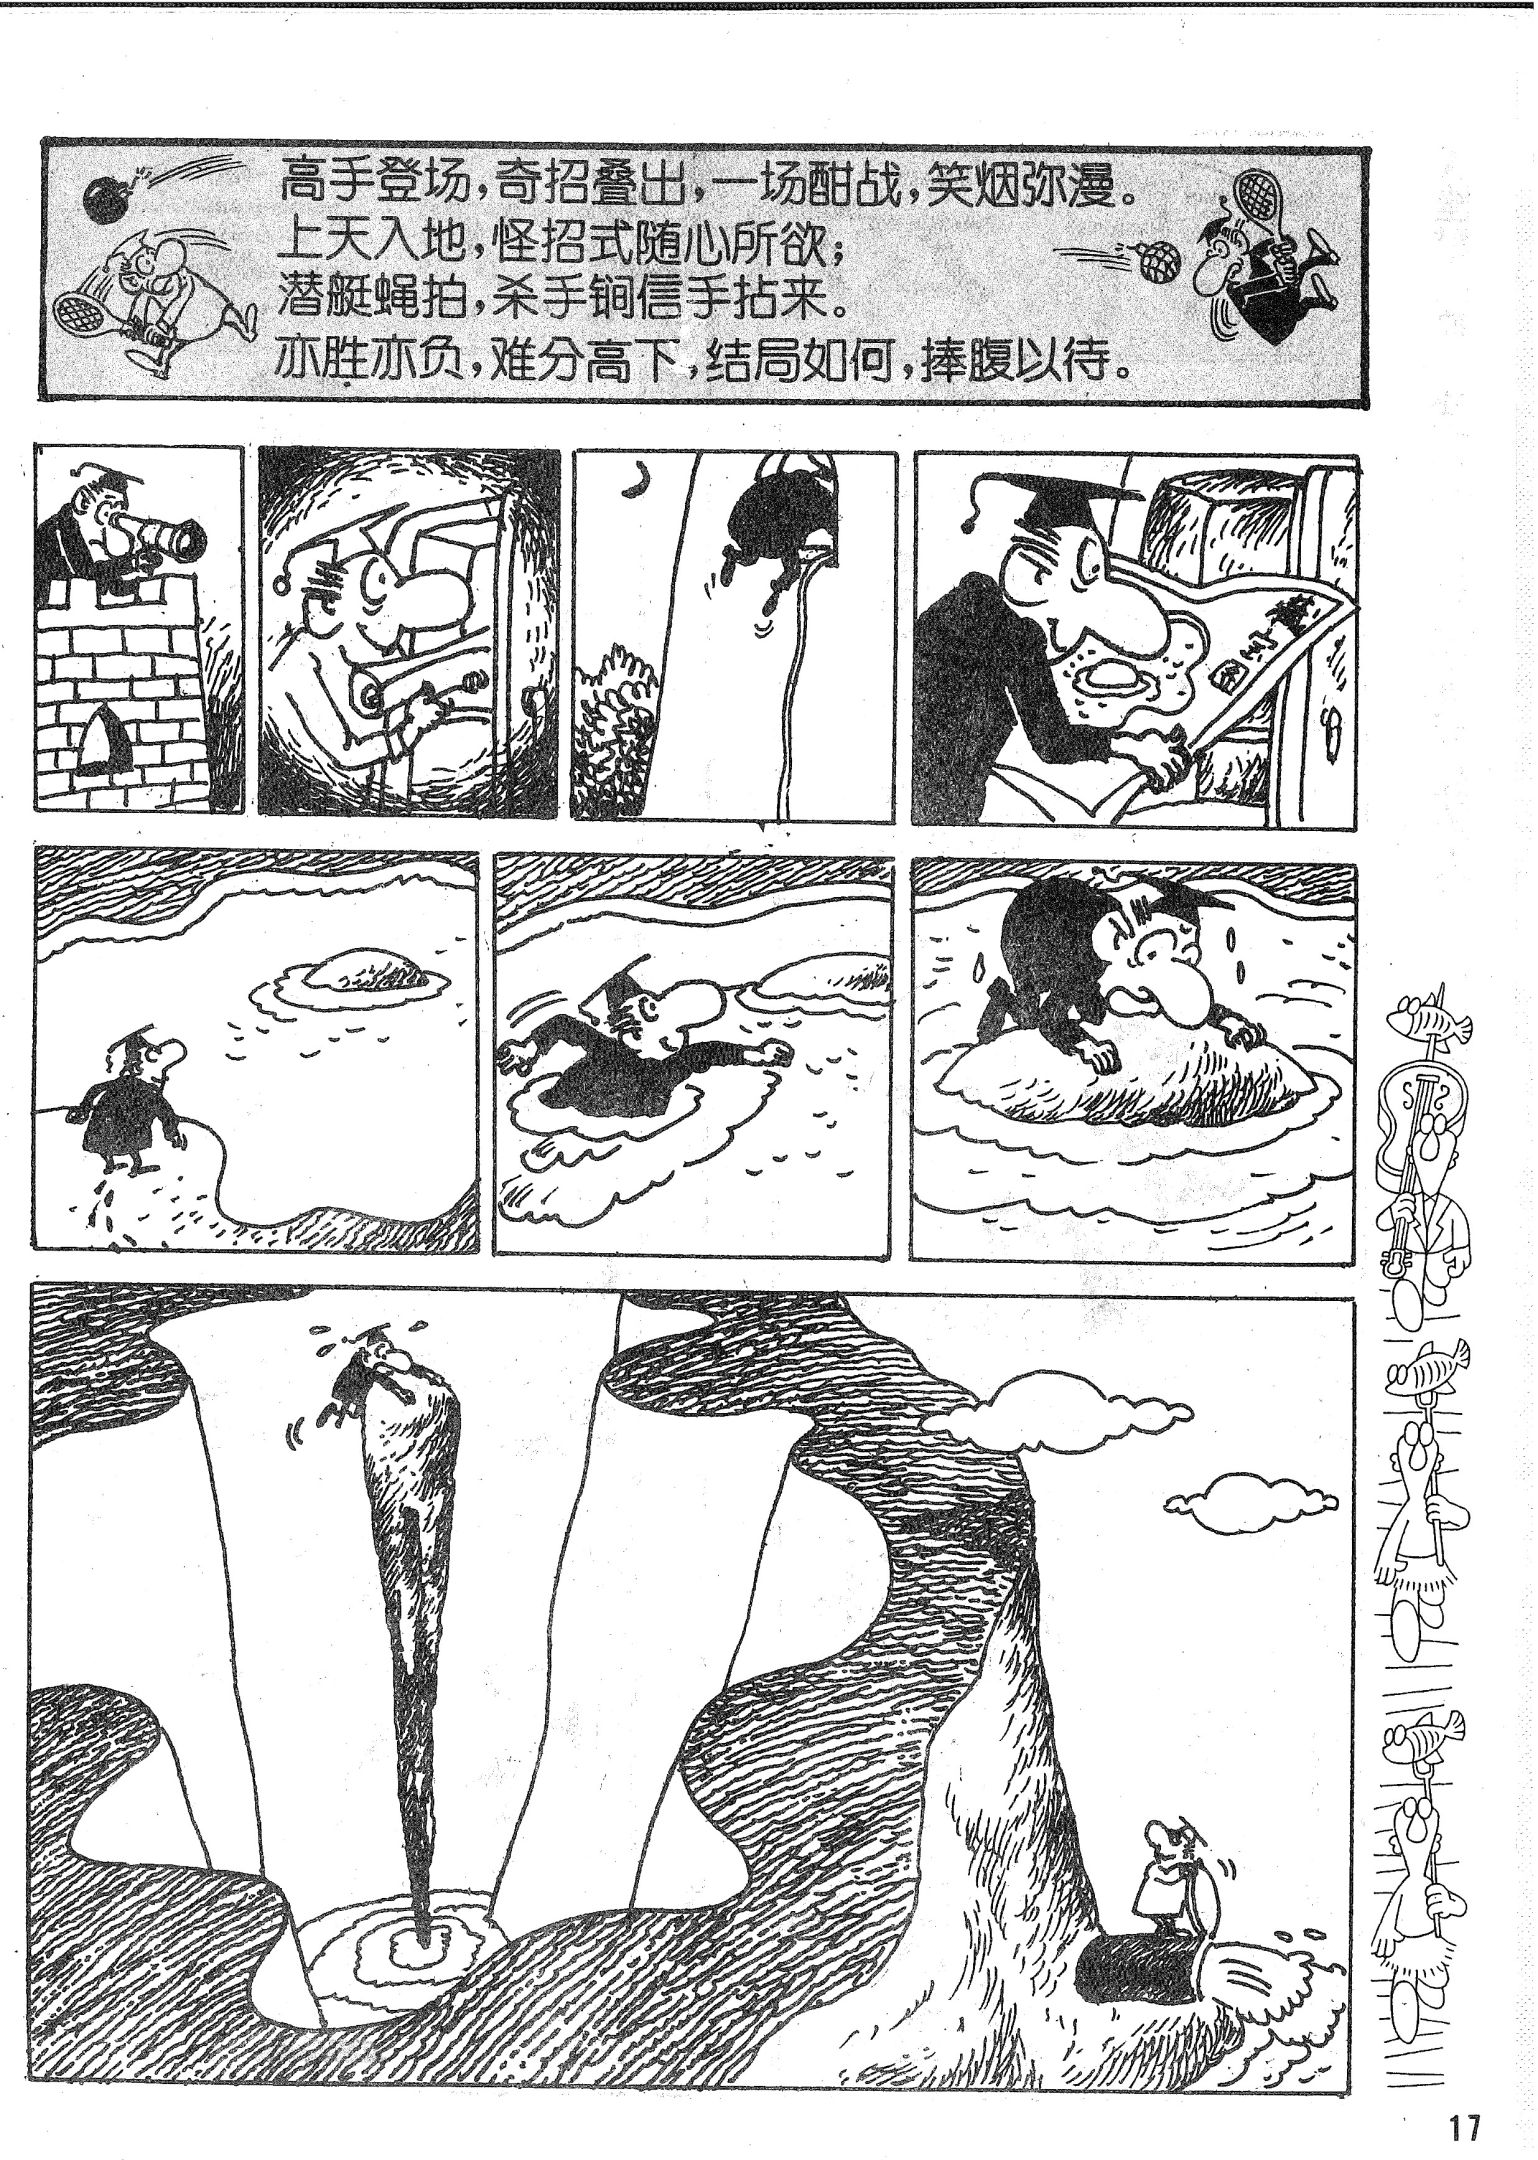 高手登场，奇招叠出，一场酣战，笑烟弥漫。
上天入地，怪招式随心所欲；
潜艇蝇拍，杀手锏信手拈来。
亦胜亦负，难分高下，结局如何，捧腹以待。
17